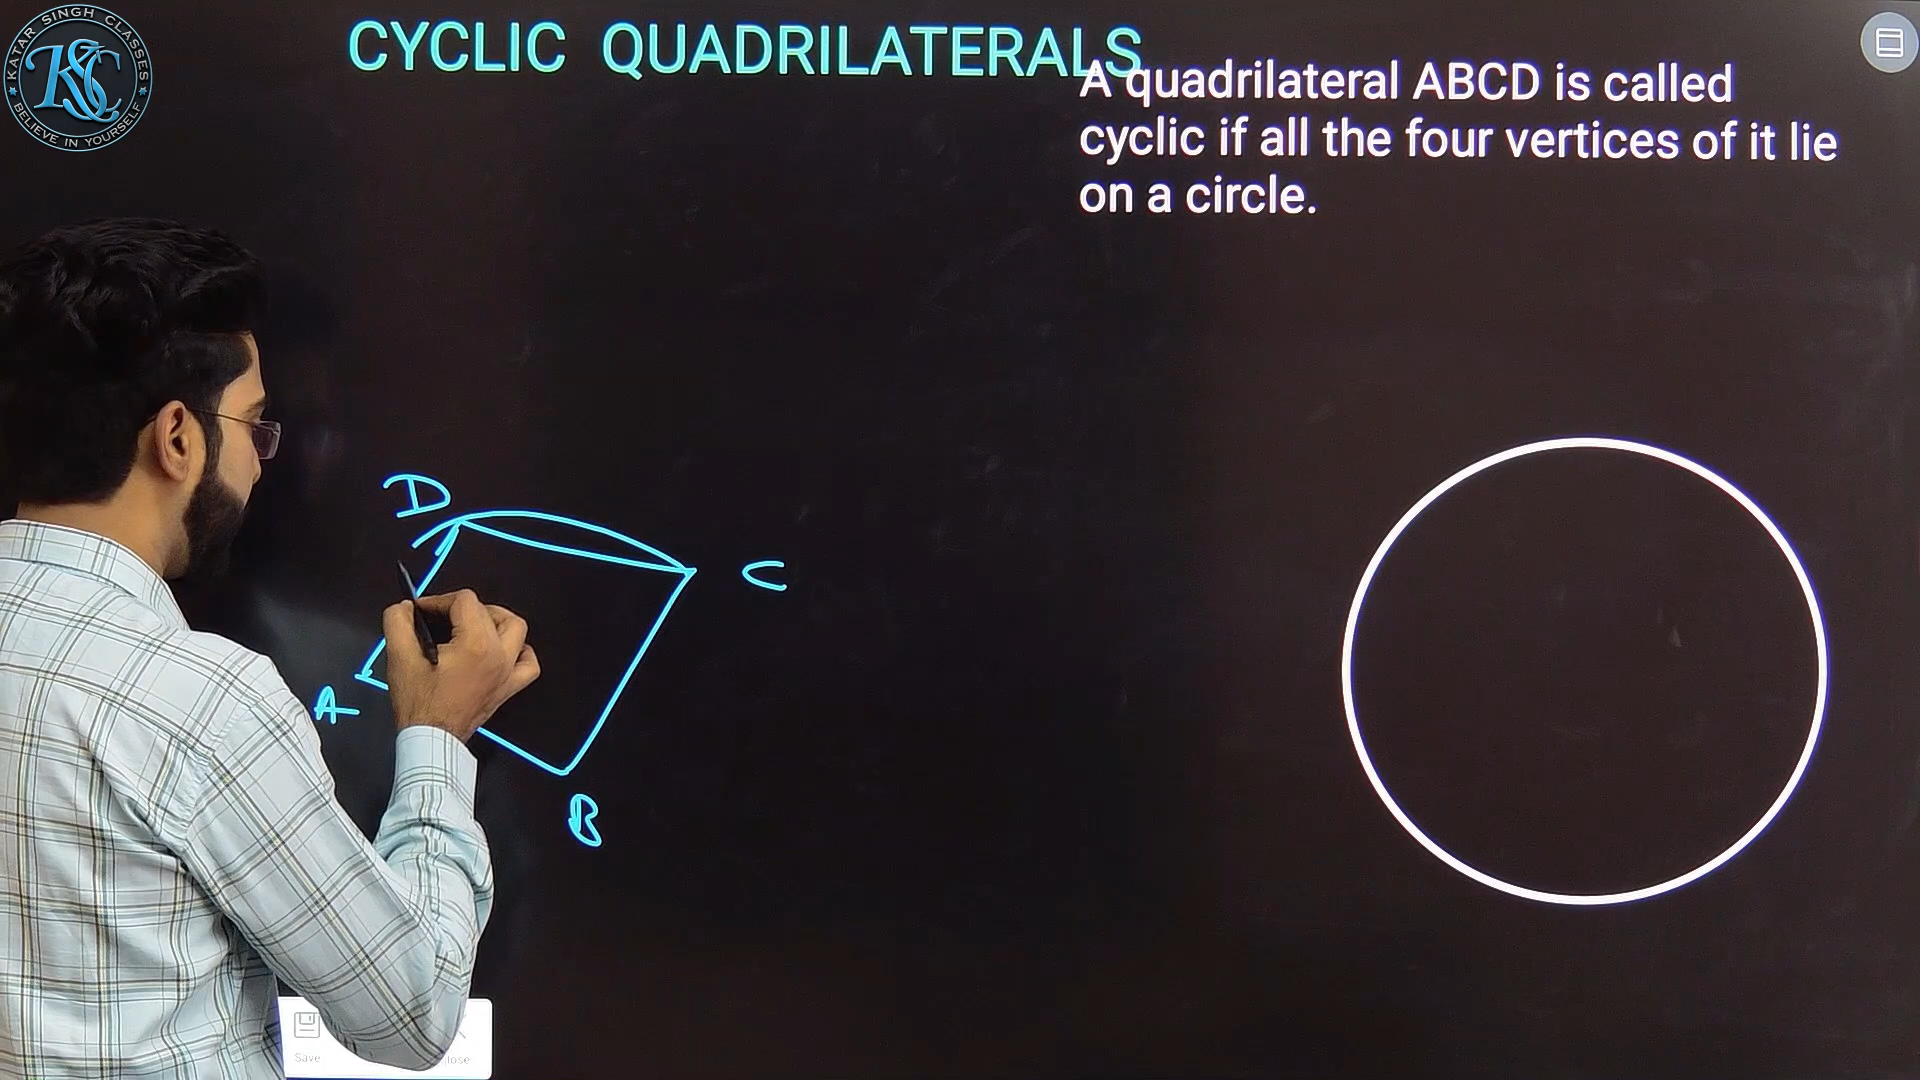 KATAR SINGH CLASSES
KSC
BELIEVE IN YOURSELF
CYCLIC QUADRILATERALS
A quadrilateral ABCD is called
cyclic if all the four vertices of it lie
on a circle.
D
C
A
B
Save
lose